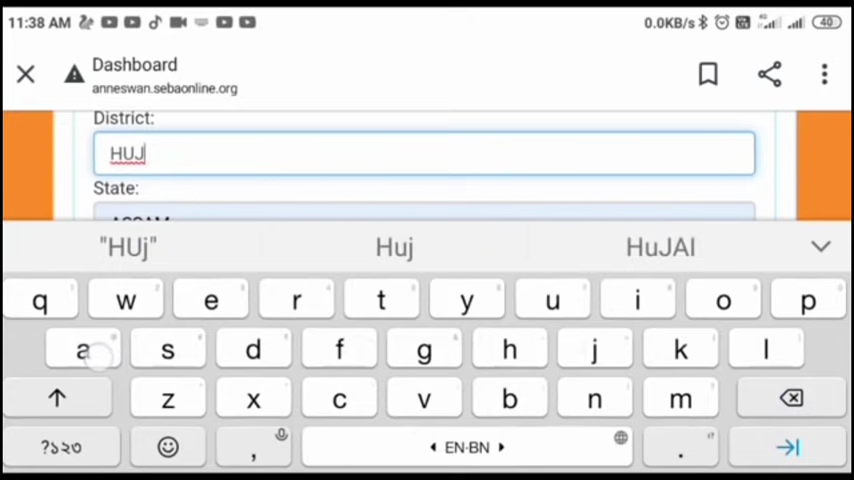 11:38 AM 0.0KB/s 40
Dashboard
anneswan.sebaonline.org
District:
HUJ
State:
ASSAM
"HUj" Huj HuJAI
q w e r t y u i o p
a s d f g h j k l
z x c v b n m
?১২৩ , EN·BN .